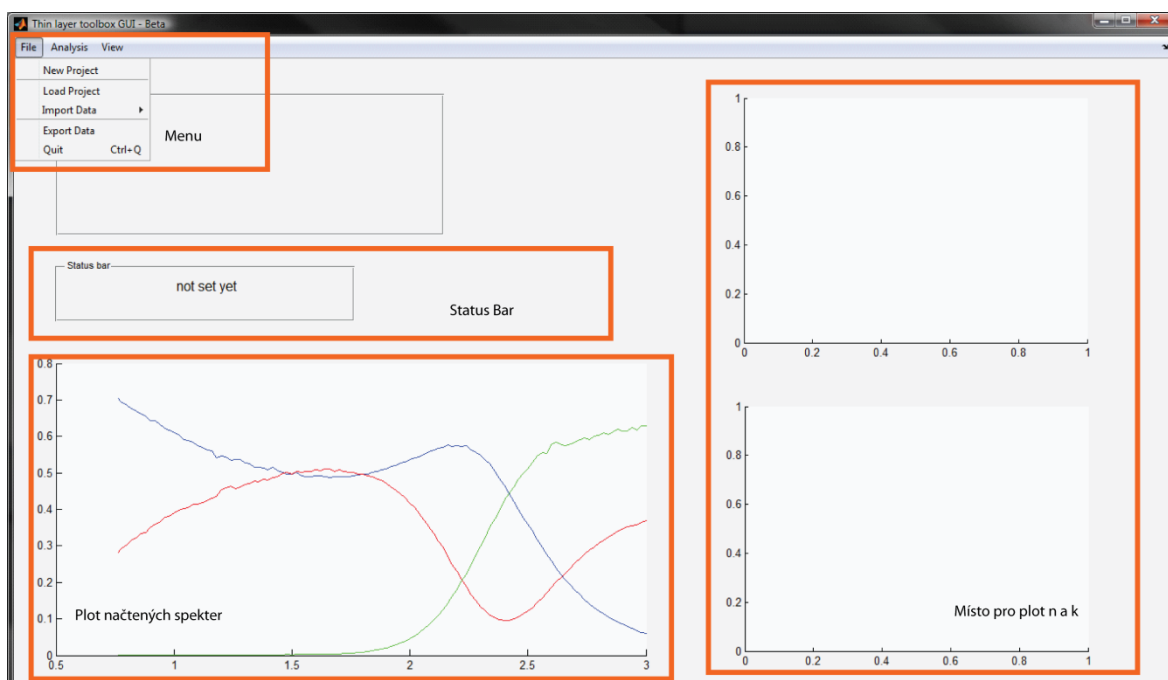 Thin layer toolbox GUI - Beta
File Analysis View
New Project
Load Project
Import Data
Export Data
Quit Ctrl+Q
Menu
Status bar
not set yet
Status Bar
0.8
0.7
0.6
0.5
0.4
0.3
0.2
0.1
0
0.5 1 1.5 2 2.5 3
Plot načtených spekter
1
0.8
0.6
0.4
0.2
0
0 0.2 0.4 0.6 0.8 1
1
0.8
0.6
0.4
0.2
0
0 0.2 0.4 0.6 0.8 1
Místo pro plot n a k